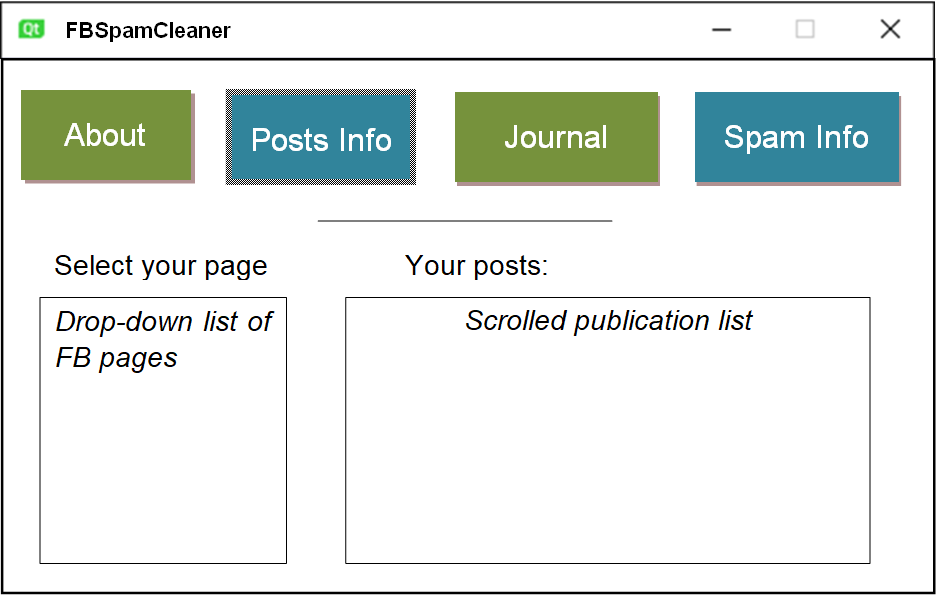 Qt FBSpamCleaner
About Posts Info Journal Spam Info
Select your page Your posts:
Drop-down list of
FB pages
Scrolled publication list